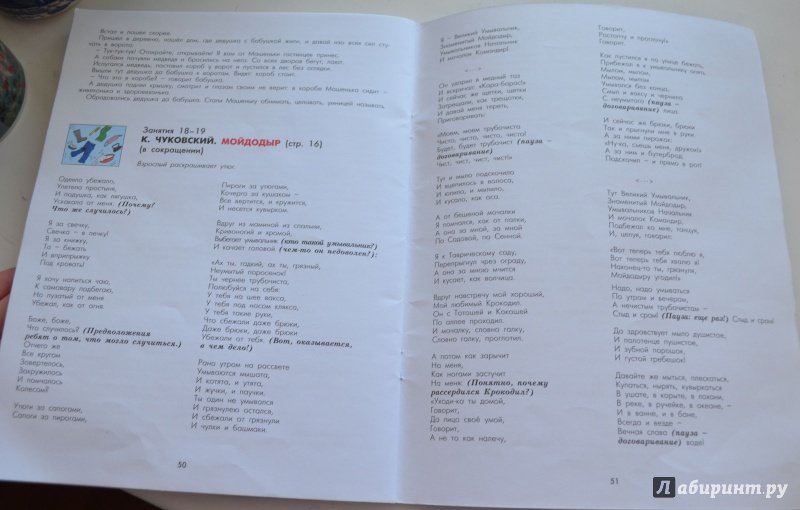 Встал и пошел скорее.
Пришел в деревню, нашел дом, где дедушка с бабушкой жили, и давай изо всех сил сту-
чать в ворота:
– Тук-тук-тук! Отпирайте, открывайте! Я вам от Машеньки гостинцев принес.
А собаки почуяли медведя и бросились на него. Со всех дворов бегут, лают.
Испугался медведь, поставил короб у ворот и пустился в лес без оглядки.
Вышли тут дедушка да бабушка к воротам. Видят: короб стоит.
– Что это в коробе? – говорит бабушка.
А дедушка поднял крышку, смотрит и глазам своим не верит: в коробе Машенька сидит –
живехонька и здоровехонька.
Обрадовались дедушка да бабушка. Стали Машеньку обнимать, целовать, умницей называть.
Занятия 18–19
К. ЧУКОВСКИЙ. МОЙДОДЫР (стр. 16)
(в сокращении)
Взрослый раскрашивает утюг.
Одеяло убежало,
Улетела простыня,
И подушка, как лягушка,
Ускакала от меня. (Почему?
Что же случилось?)
Я за свечку,
Свечка – в печку!
Я за книжку,
Та – бежать
И вприпрыжку
Под кровать!
Я хочу напиться чаю,
К самовару подбегаю,
Но пузатый от меня
Убежал, как от огня.
Боже, боже,
Что случилось? (Предположения
ребят о том, что могло случиться.)
Отчего же
Все кругом
Завертелось,
Закружилось
И помчалось
Колесом?
Утюги за сапогами,
Сапоги за пирогами,
Пироги за утюгами,
Кочерга за кушаком –
Все вертится, и кружится,
И несется кувырком.
Вдруг из маминой из спальни,
Кривоногий и хромой,
Выбегает умывальник (кто такой умывальник?)
И качает головой (чем-то он недоволен?):
«Ах ты, гадкий, ах ты, грязный,
Неумытый поросенок!
Ты чернее трубочиста,
Полюбуйся на себя:
У тебя на шее вакса,
У тебя под носом клякса,
У тебя такие руки,
Что сбежали даже брюки,
Даже брюки, даже брюки
Убежали от тебя. (Вот, оказывается,
в чем дело!)
Рано утром на рассвете
Умываются мышата,
И котята, и утята,
И жучки, и паучки.
Ты один не умывался
И грязнулею остался,
И сбежали от грязнули
И чулки и башмаки.
50
Я – Великий Умывальник,
Знаменитый Мойдодыр,
Умывальников Начальник
И мочалок Командир!
<...>
Он ударил в медный таз
И вскричал: «Кара-барас!»
И сейчас же щетки, щетки
Затрещали, как трещотки,
И давай меня тереть,
Приговаривать:
«Моем, моем трубочиста
Чисто, чисто, чисто, чисто!
Будет, будет трубочист (пауза –
договаривание)
Чист, чист, чист, чист!»
Тут и мыло подскочило
И вцепилось в волоса,
И юлило, и мылило,
И кусало, как оса.
А от бешеной мочалки
Я помчался, как от палки,
А она за мной, за мной
По Садовой, по Сенной.
Я к Таврическому саду,
Перепрыгнул чрез ограду,
А она за мною мчится
И кусает, как волчица.
Вдруг навстречу мой хороший,
Мой любимый Крокодил.
Он с Тотошей и Кокошей
По аллее проходил.
И мочалку, словно галку,
Словно галку, проглотил.
А потом как зарычит
На меня,
Как ногами застучит
На меня: (Понятно, почему
рассердился Крокодил?)
«Уходи-ка ты домой,
Говорит,
Да лицо своё умой,
Говорит,
А не то как налечу,
Говорит,
Растопчу и проглочу!»
Говорит.
Как пустился я по улице бежать,
Прибежал я к умывальнику опять.
Мылом, мылом,
Мылом, мылом
Умывался без конца,
Смыл и ваксу и чернила
С неумытого (пауза –
договаривание) лица.
И сейчас же брюки, брюки
Так и прыгнули мне в руки.
А за ними пирожок:
«Ну-ка, съешь меня, дружок!»
А за ним и бутерброд:
Подскочил – и прямо в рот!
<...>
Тут Великий Умывальник,
Знаменитый Мойдодыр,
Умывальников Начальник
И мочалок Командир,
Подбежал ко мне, танцуя,
И, целуя, говорил:
«Вот теперь тебя люблю я,
Вот теперь тебя хвалю я!
Наконец-то ты, грязнуля,
Мойдодыру угодил!»
Надо, надо умываться
По утрам и вечерам,
А нечистым трубочистам –
Стыд и срам! (Пауза: еще раз!) Стыд и срам!
Да здравствует мыло душистое,
И полотенце пушистое,
И зубной порошок,
И густой гребешок!
Давайте же мыться, плескаться,
Купаться, нырять, кувыркаться
В ушате, в корыте, в лохани,
В реке, в ручейке, в океане, –
И в ванне, и в бане,
Всегда и везде –
Вечная слава (пауза –
договаривание) воде!
51
Лабиринт.ру